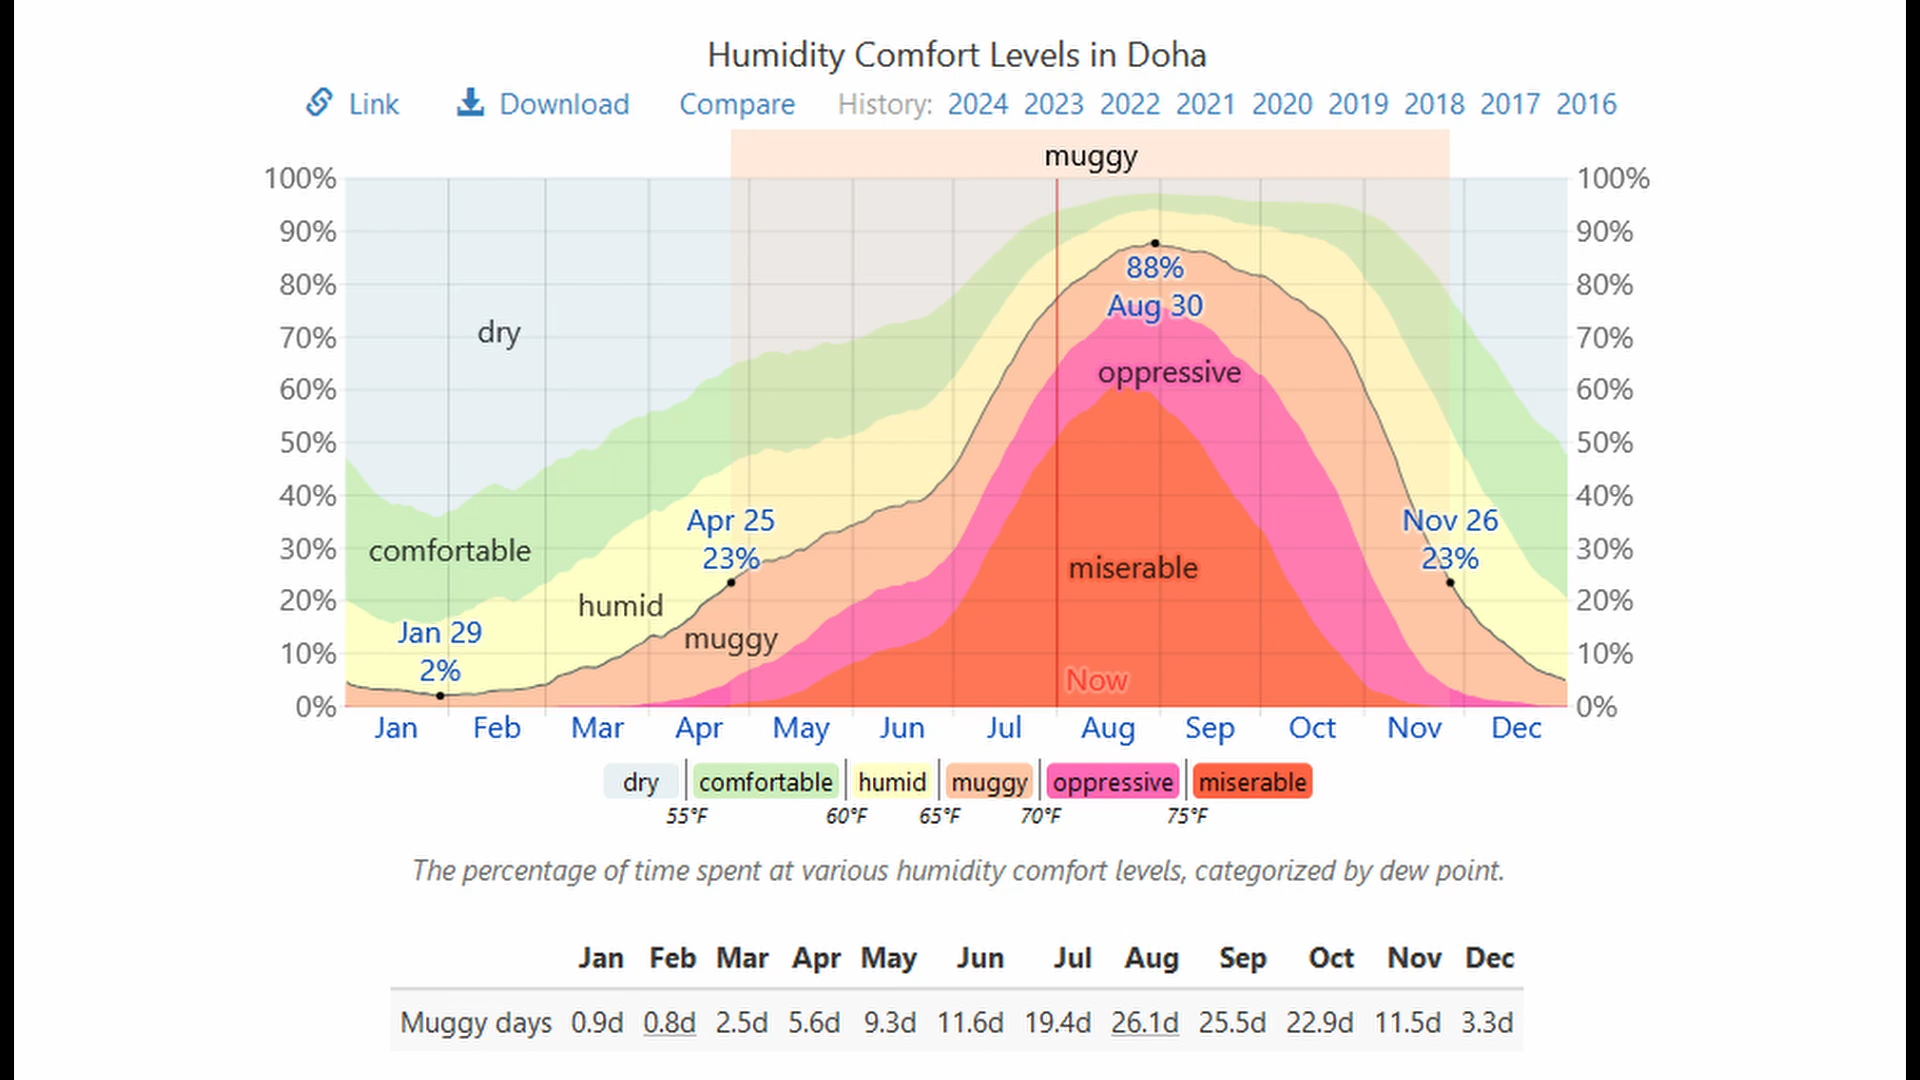 Humidity Comfort Levels in Doha
Link Download Compare History: 2024 2023 2022 2021 2020 2019 2018 2017 2016
muggy
100% 100%
90% 90%
88%
80% 80%
Aug 30
dry
70% 70%
oppressive
60% 60%
50% 50%
40% 40%
Apr 25 Nov 26
23% 23%
comfortable
30% 30%
miserable
20% 20%
humid
Jan 29 muggy
2%
10% 10%
Now
0% 0%
Jan Feb Mar Apr May Jun Jul Aug Sep Oct Nov Dec
dry comfortable humid muggy oppressive miserable
55°F 60°F 65°F 70°F 75°F
The percentage of time spent at various humidity comfort levels, categorized by dew point.
Jan Feb Mar Apr May Jun Jul Aug Sep Oct Nov Dec
Muggy days 0.9d 0.8d 2.5d 5.6d 9.3d 11.6d 19.4d 26.1d 25.5d 22.9d 11.5d 3.3d